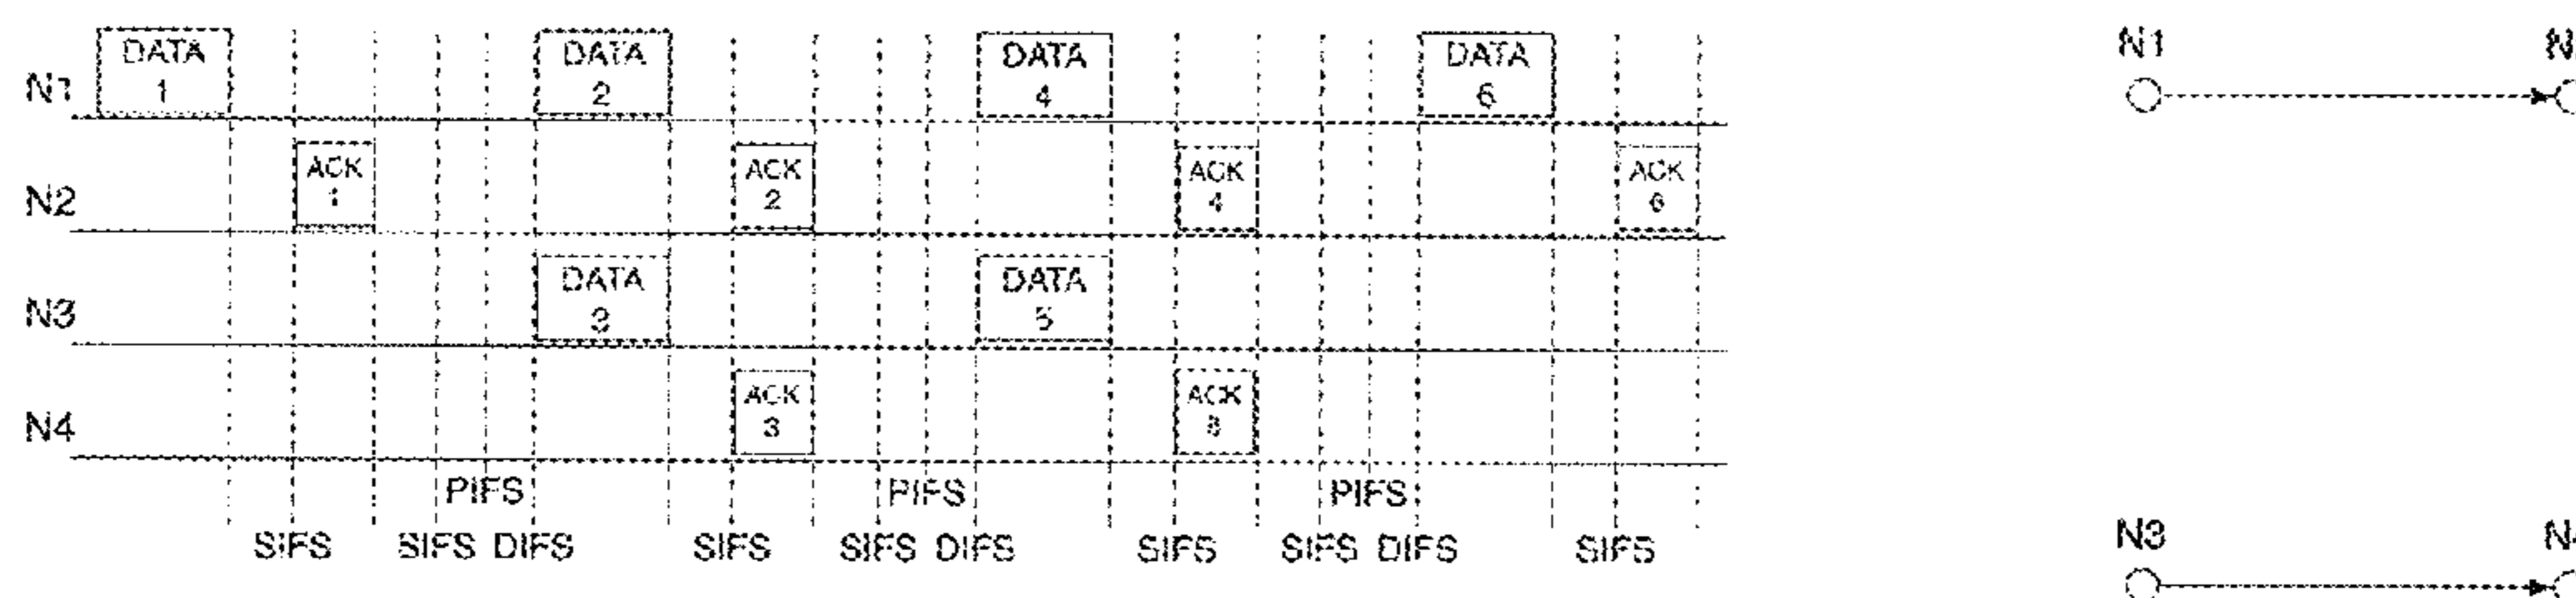 DATA 1 DATA 2 DATA 4 DATA 6
N1
ACK 1 ACK 2 ACK 4 ACK 6
N2
DATA 3 DATA 5
N3
ACK 3 ACK
N4
PIFS PIFS PIFS
SIFS SIFS DIFS SIFS SIFS DIFS SIFS SIFS DIFS SIFS
N1
N3